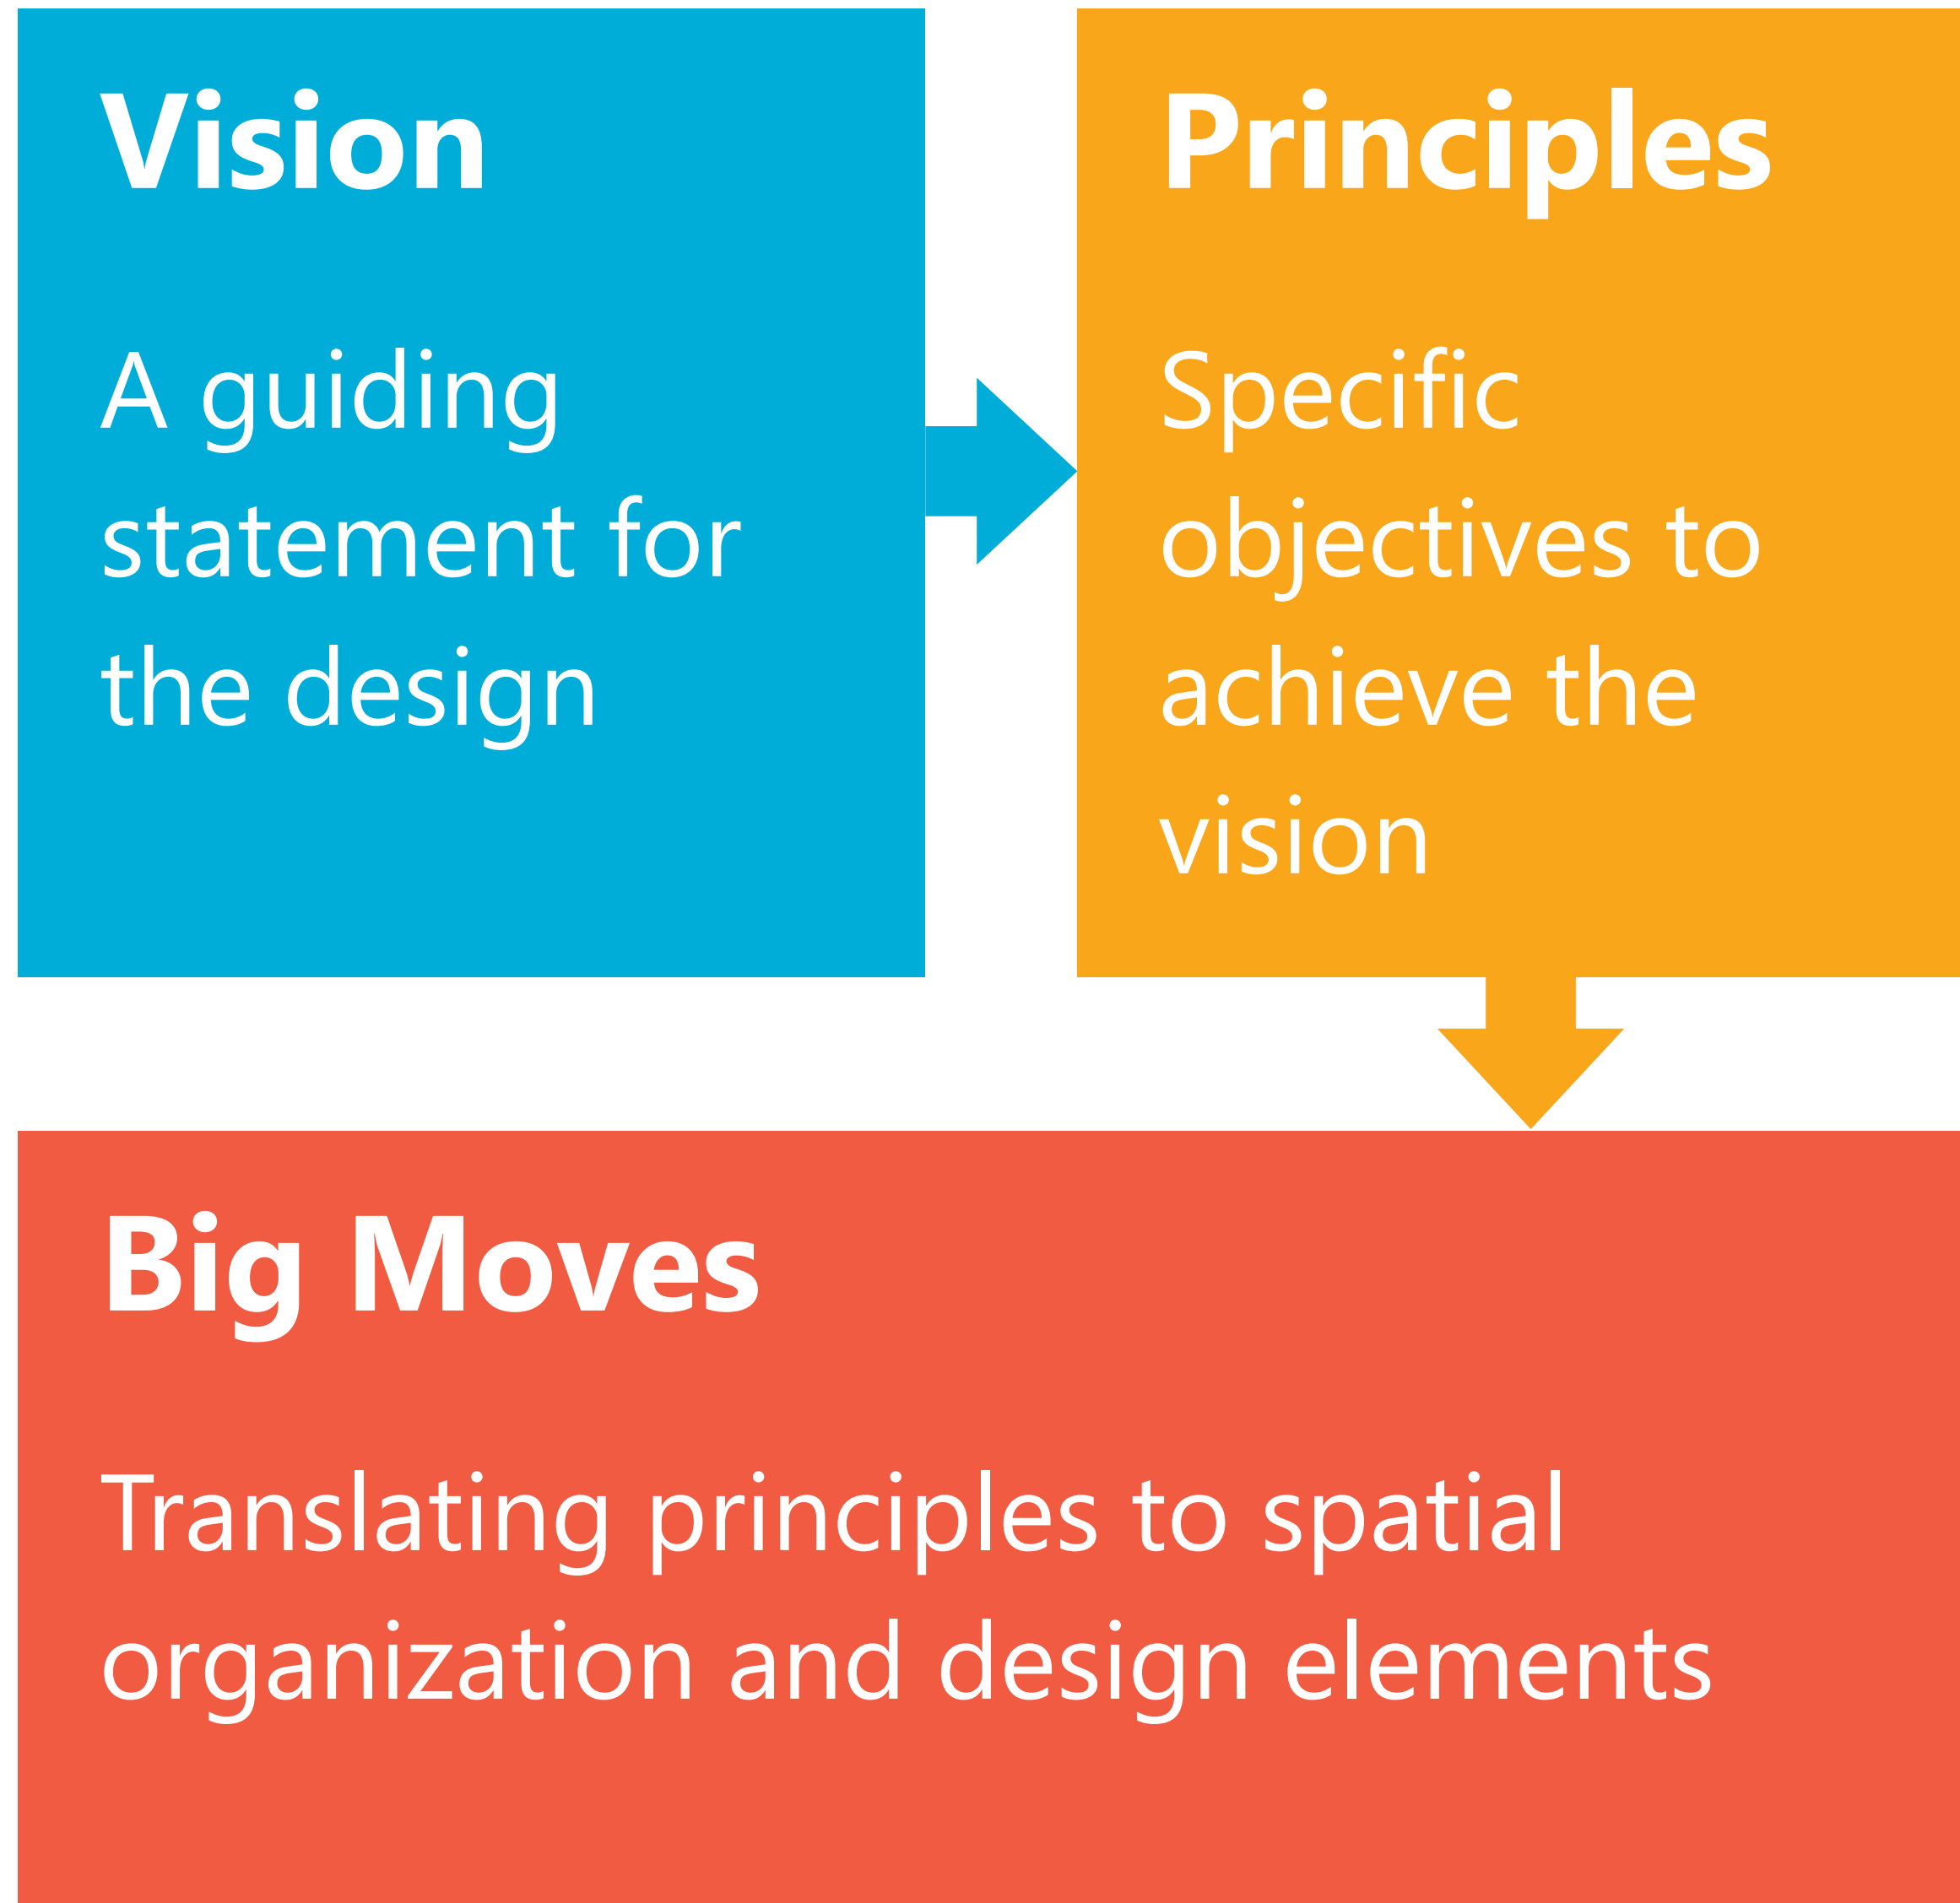 Vision
A guiding
statement for
the design
Principles
Specific
objectives to
achieve the
vision
Big Moves
Translating principles to spatial
organization and design elements